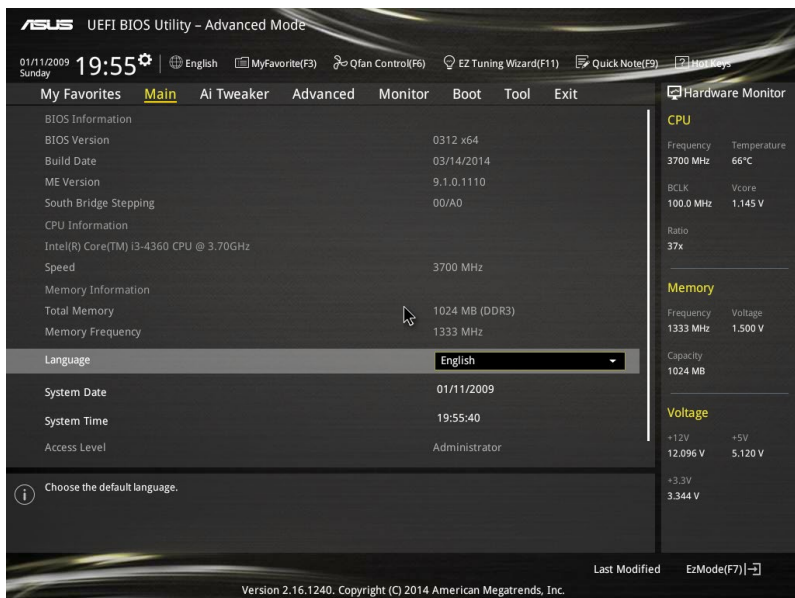 ASUS UEFI BIOS Utility – Advanced Mode
01/11/2009
Sunday
19:55
English
MyFavorite(F3)
Qfan Control(F6)
EZ Tuning Wizard(F11)
Quick Note(F9)
? Hot Keys
My Favorites Main Ai Tweaker Advanced Monitor Boot Tool Exit
BIOS Information
BIOS Version 0312 x64
Build Date 03/14/2014
ME Version 9.1.0.1110
South Bridge Stepping 00/A0
CPU Information
Intel(R) Core(TM) i3-4360 CPU @ 3.70GHz
Speed 3700 MHz
Memory Information
Total Memory 1024 MB (DDR3)
Memory Frequency 1333 MHz
Language English
System Date 01/11/2009
System Time 19:55:40
Access Level Administrator
i Choose the default language.
Hardware Monitor
CPU
Frequency Temperature
3700 MHz 66°C
BCLK Vcore
100.0 MHz 1.145 V
Ratio
37x
Memory
Frequency Voltage
1333 MHz 1.500 V
Capacity
1024 MB
Voltage
+12V +5V
12.096 V 5.120 V
+3.3V
3.344 V
Last Modified EzMode(F7)
Version 2.16.1240. Copyright (C) 2014 American Megatrends, Inc.